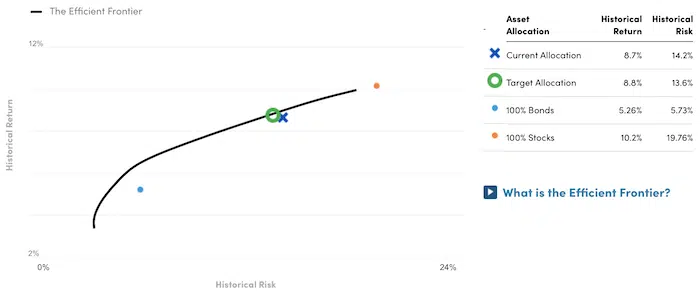 The Efficient Frontier
12%
Historical Return
2%
0%
24%
Historical Risk
Asset Allocation Historical Return Historical Risk
Current Allocation 8.7% 14.2%
Target Allocation 8.8% 13.6%
100% Bonds 5.26% 5.73%
100% Stocks 10.2% 19.76%
What is the Efficient Frontier?